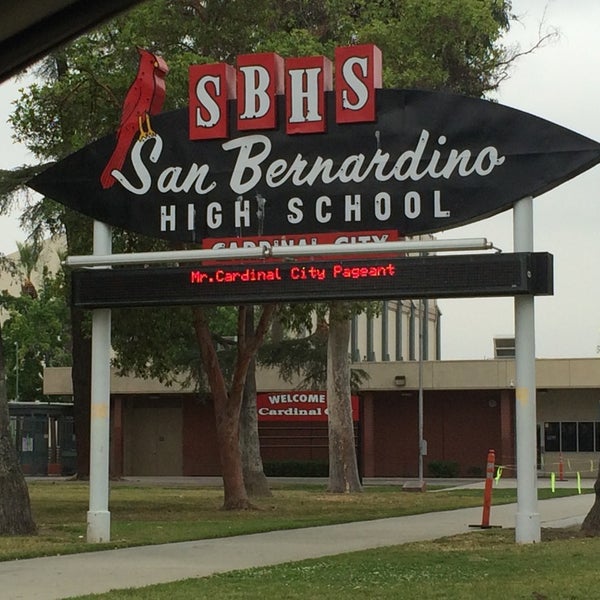 SBHS
San Bernardino
HIGH SCHOOL
CARDINAL CITY
Mr.Cardinal City Pageant
WELCOME
Cardinal